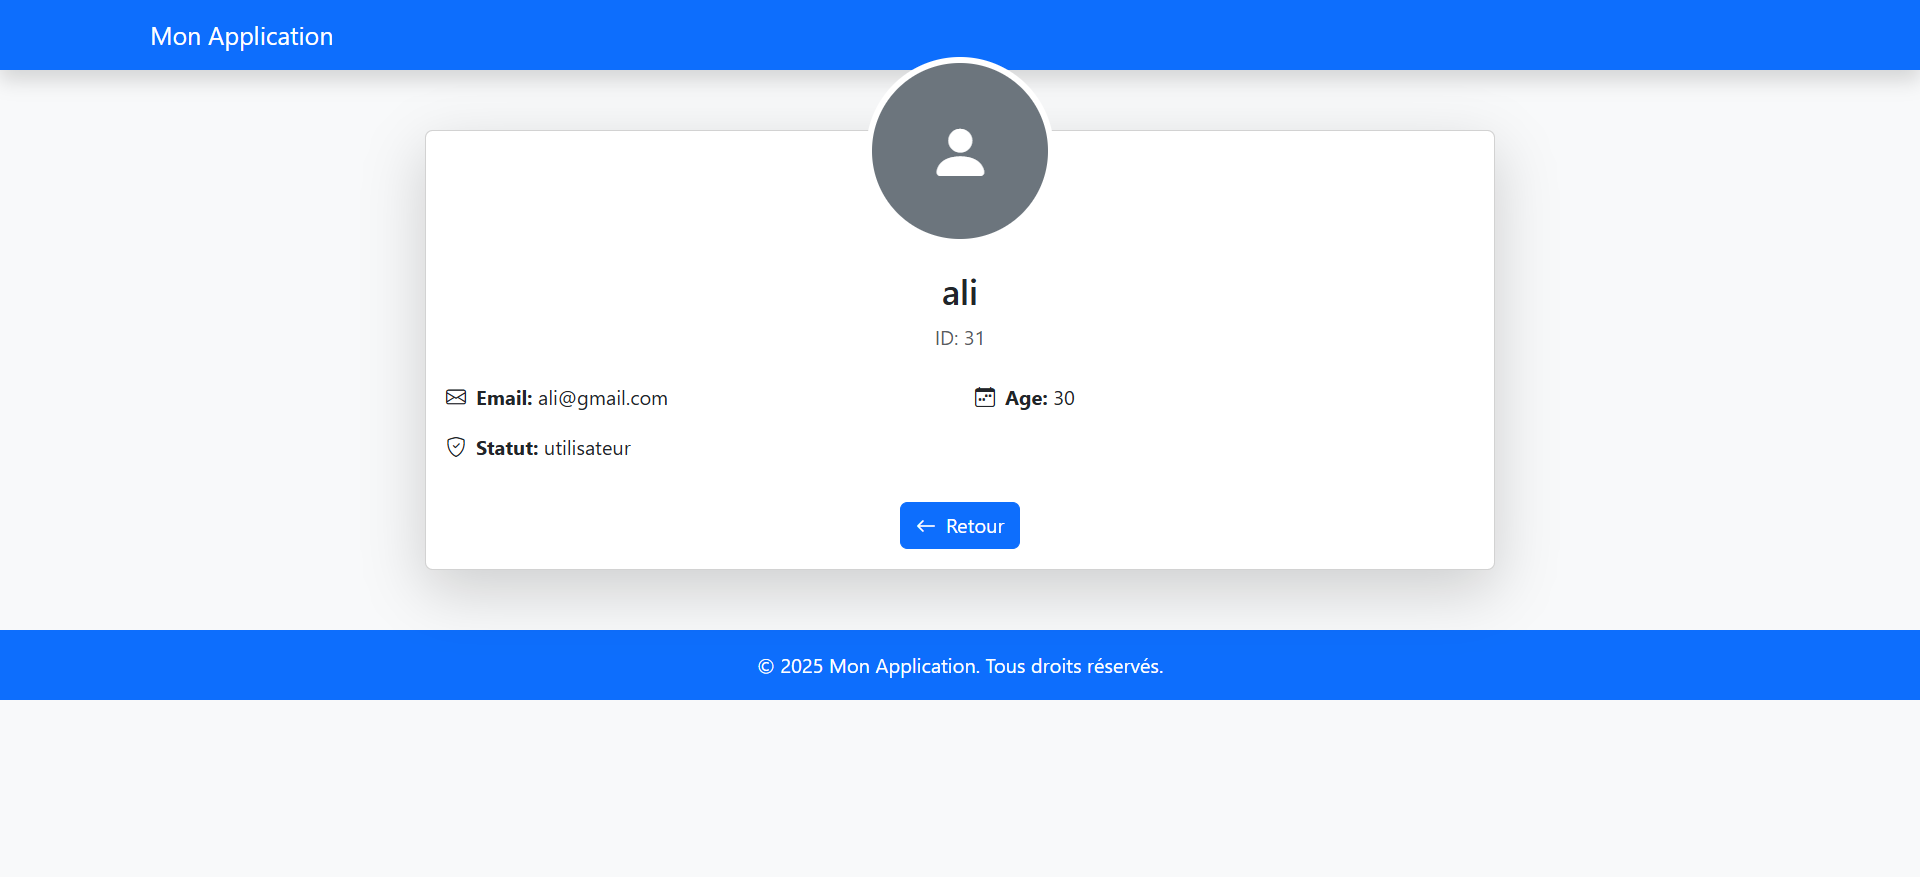 Mon Application
ali
ID: 31
Email: ali@gmail.com
Age: 30
Statut: utilisateur
Retour
© 2025 Mon Application. Tous droits réservés.